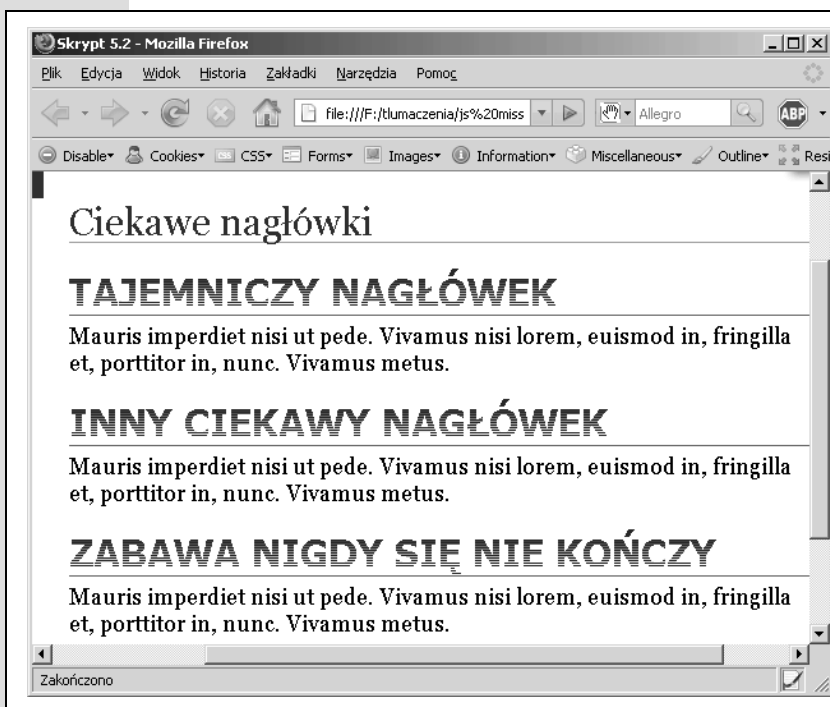 Skrypt 5.2 - Mozilla Firefox
Plik Edycja Widok Historia Zakładki Narzędzia Pomoc
file:///F:/tlumaczenia/js%20miss Allegro ABP
Disable Cookies CSS Forms Images Information Miscellaneous Outline Resi
Ciekawe nagłówki
TAJEMNICZY NAGŁÓWEK
Mauris imperdiet nisi ut pede. Vivamus nisi lorem, euismod in, fringilla
et, porttitor in, nunc. Vivamus metus.
INNY CIEKAWY NAGŁÓWEK
Mauris imperdiet nisi ut pede. Vivamus nisi lorem, euismod in, fringilla
et, porttitor in, nunc. Vivamus metus.
ZABAWA NIGDY SIĘ NIE KOŃCZY
Mauris imperdiet nisi ut pede. Vivamus nisi lorem, euismod in, fringilla
et, porttitor in, nunc. Vivamus metus.
Zakończono